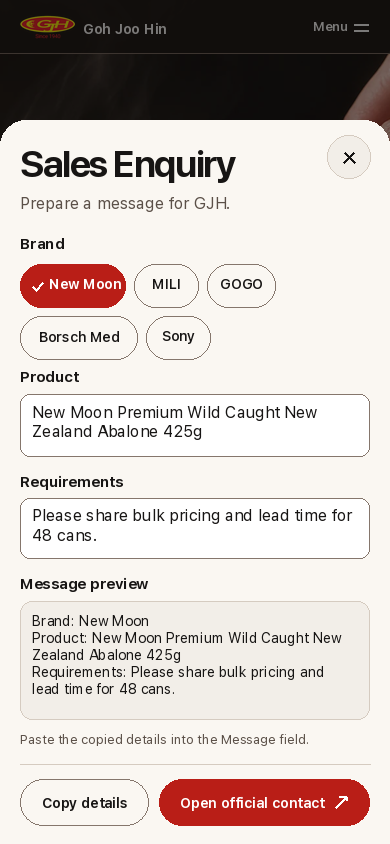 GJH
Goh Joo Hin
Menu
Sales Enquiry
Prepare a message for GJH.
Brand
New Moon
MILI
GOGO
Borsch Med
Sony
Product
New Moon Premium Wild Caught New
Zealand Abalone 425g
Requirements
Please share bulk pricing and lead time for
48 cans.
Message preview
Brand: New Moon
Product: New Moon Premium Wild Caught New
Zealand Abalone 425g
Requirements: Please share bulk pricing and
lead time for 48 cans.
Paste the copied details into the Message field.
Copy details
Open official contact